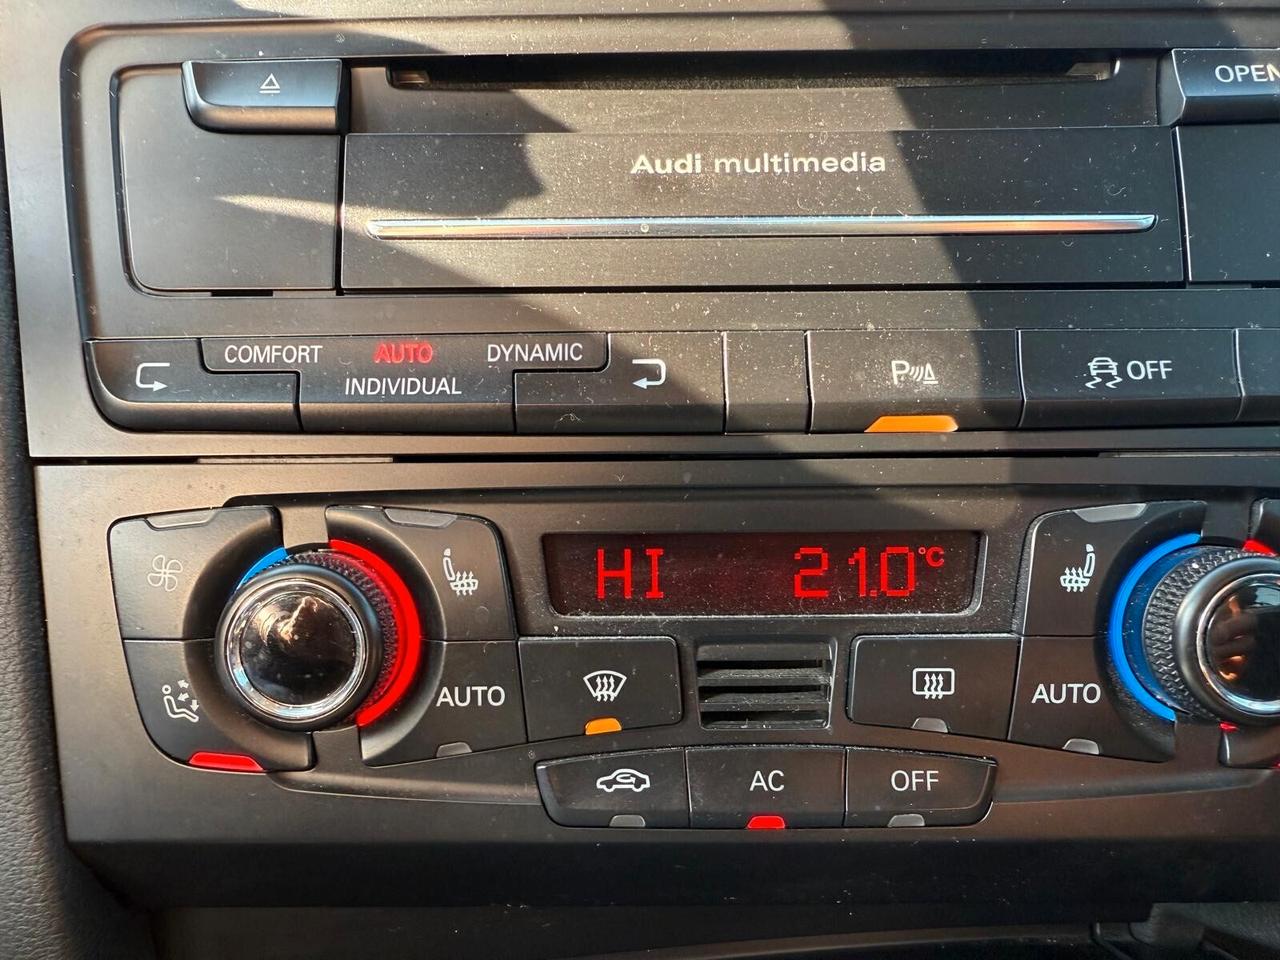 OPEN
Audi multimedia
COMFORT AUTO DYNAMIC
INDIVIDUAL
P
OFF
HI 21.0°C
AUTO
AUTO
AC
OFF